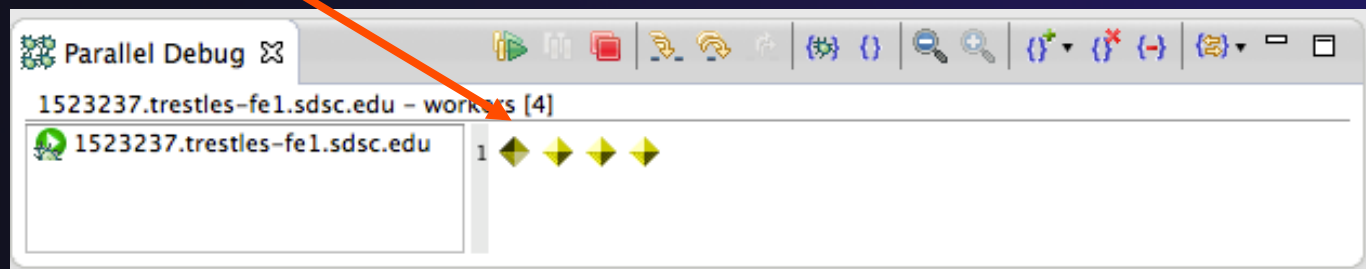 Parallel Debug
1523237.trestles-fe1.sdsc.edu – workers [4]
1523237.trestles-fe1.sdsc.edu
1